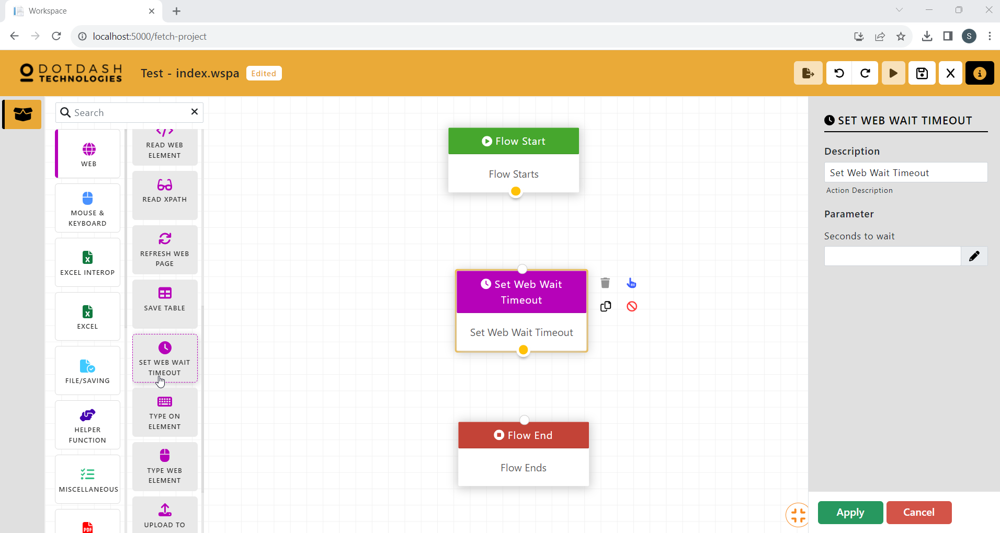 Workspace
localhost:5000/fetch-project
S
DOTDASH
TECHNOLOGIES
Test - index.wspa
Edited
Search
WEB
MOUSE &
KEYBOARD
EXCEL INTEROP
EXCEL
FILE/SAVING
HELPER
FUNCTION
MISCELLANEOUS
PDF
READ WEB
ELEMENT
READ XPATH
REFRESH WEB
PAGE
SAVE TABLE
SET WEB WAIT
TIMEOUT
TYPE ON
ELEMENT
TYPE WEB
ELEMENT
UPLOAD TO
Flow Start
Flow Starts
Set Web Wait
Timeout
Set Web Wait Timeout
Flow End
Flow Ends
SET WEB WAIT TIMEOUT
Description
Set Web Wait Timeout
Action Description
Parameter
Seconds to wait
Apply
Cancel